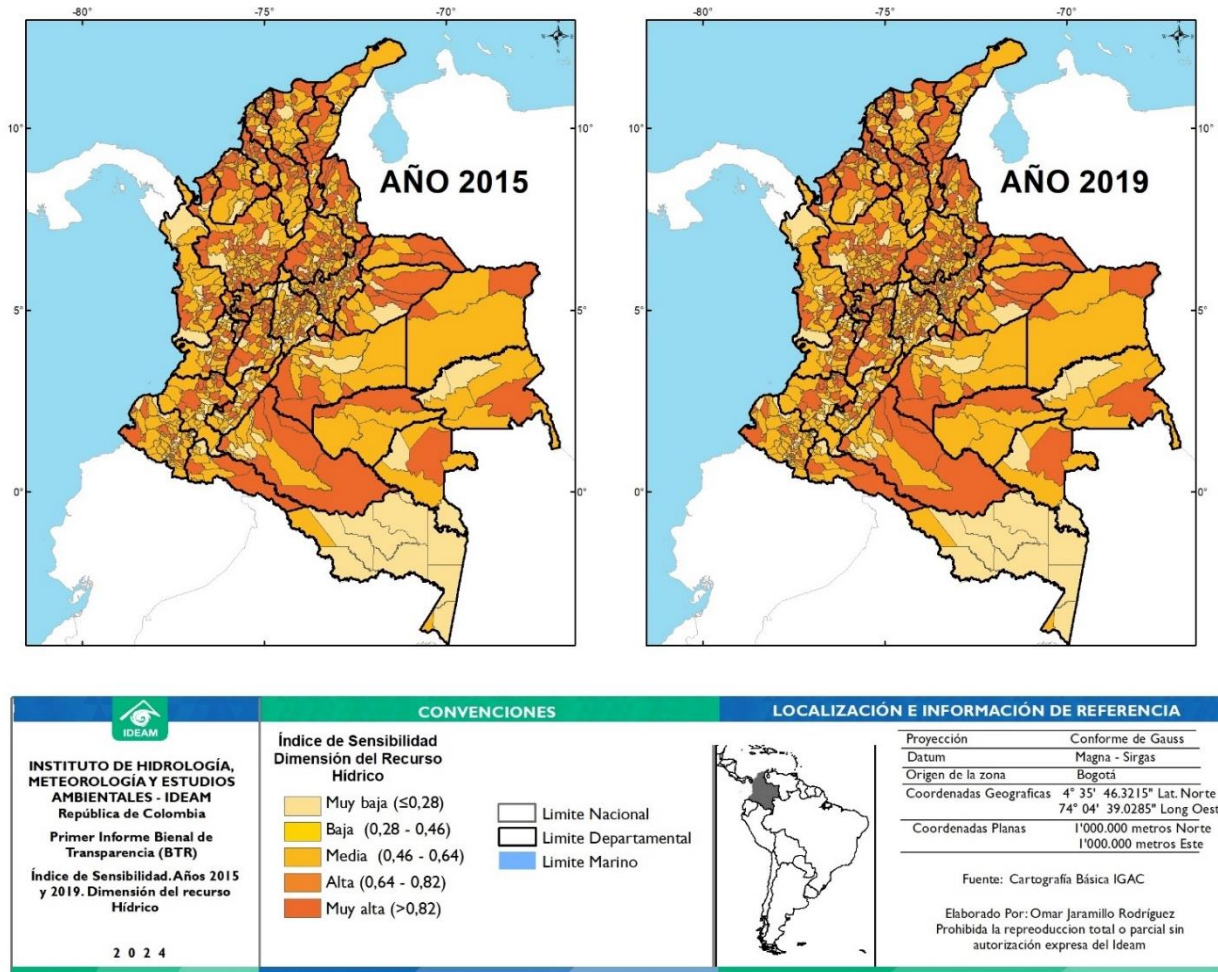 -80° -75° -70°
10° 10°
AÑO 2015
5° 5°
0° 0°
-80° -75° -70°
10° 10°
AÑO 2019
5° 5°
0° 0°
IDEAM
INSTITUTO DE HIDROLOGÍA,
METEOROLOGÍA Y ESTUDIOS
AMBIENTALES - IDEAM
República de Colombia
Primer Informe Bienal de
Transparencia (BTR)
Índice de Sensibilidad. Años 2015
y 2019. Dimensión del recurso
Hídrico
2 0 2 4
CONVENCIONES
Índice de Sensibilidad
Dimensión del Recurso
Hídrico
Muy baja (≤0,28)
Baja (0,28 - 0,46)
Media (0,46 - 0,64)
Alta (0,64 - 0,82)
Muy alta (>0,82)
Limite Nacional
Limite Departamental
Limite Marino
LOCALIZACIÓN E INFORMACIÓN DE REFERENCIA
Proyección Conforme de Gauss
Datum Magna - Sirgas
Origen de la zona Bogotá
Coordenadas Geograficas 4° 35' 46.3215" Lat. Norte
74° 04' 39.0285" Long Oest
Coordenadas Planas 1'000.000 metros Norte
1'000.000 metros Este
Fuente: Cartografía Básica IGAC
Elaborado Por: Omar Jaramillo Rodríguez
Prohibida la reproduccion total o parcial sin
autorización expresa del Ideam